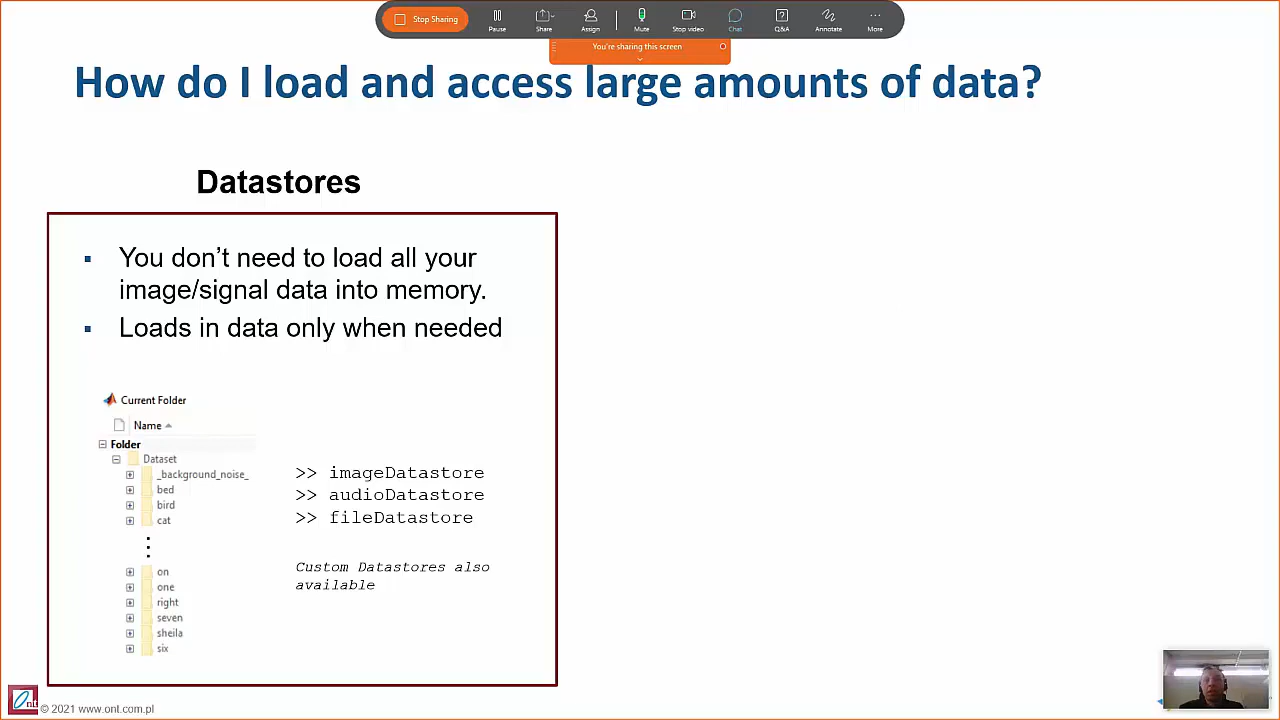 Stop Sharing
Pause
Share
Assign
Mute
Stop video
Chat
Q&A
Annotate
More
You're sharing this screen
How do I load and access large amounts of data?
Datastores
▪ You don't need to load all your
image/signal data into memory.
▪ Loads in data only when needed
Current Folder
Name
Folder
Dataset
_background_noise_
bed
bird
cat
on
one
right
seven
sheila
six
>> imageDatastore
>> audioDatastore
>> fileDatastore
Custom Datastores also
available
Ont
© 2021 www.ont.com.pl